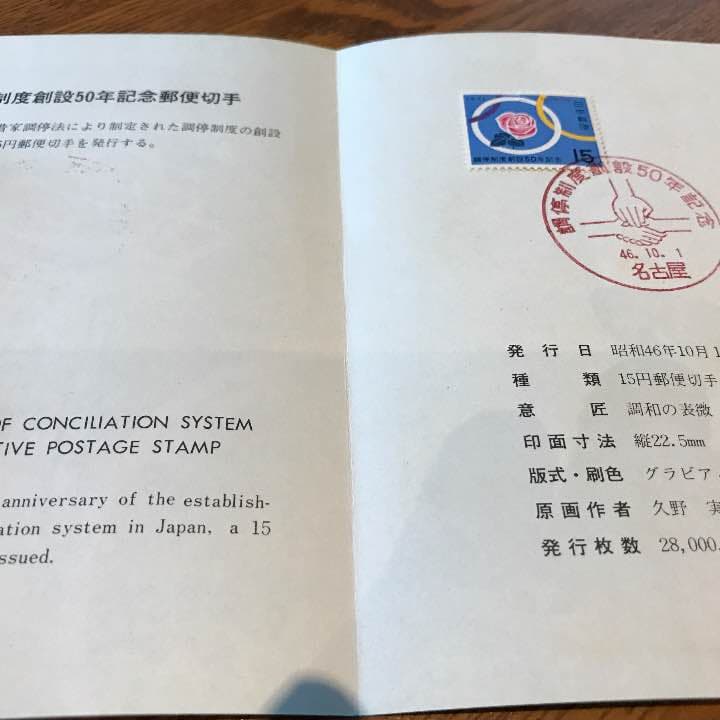 制度創設50年記念郵便切手
借家調停法により制定された調停制度の創設
5円郵便切手を発行する。
OF CONCILIATION SYSTEM
TIVE POSTAGE STAMP
anniversary of the establish-
ation system in Japan, a 15
issued.
日本郵便
調停制度創設50年記念 15
調停制度創設50年記念
46.10.1
名古屋
発行日 昭和46年10月1
種類 15円郵便切手
意匠 調和の表微
印面寸法 縦22.5mm
版式・刷色 グラビア
原画作者 久野 実
発行枚数 28,000